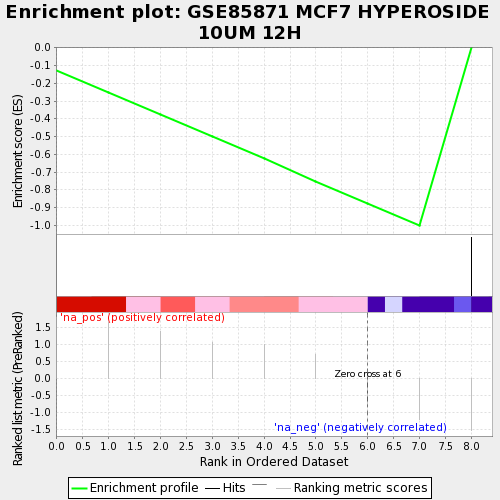 Enrichment plot: GSE85871 MCF7 HYPEROSIDE
10UM 12H
Enrichment score (ES)
0.0
-0.1
-0.2
-0.3
-0.4
-0.5
-0.6
-0.7
-0.8
-0.9
-1.0
'na_pos' (positively correlated)
Ranked list metric (PreRanked)
1.5
1.0
0.5
0.0
-0.5
-1.0
-1.5
Zero cross at 6
'na_neg' (negatively correlated)
0.0 0.5 1.0 1.5 2.0 2.5 3.0 3.5 4.0 4.5 5.0 5.5 6.0 6.5 7.0 7.5 8.0
Rank in Ordered Dataset
Enrichment profile Hits Ranking metric scores